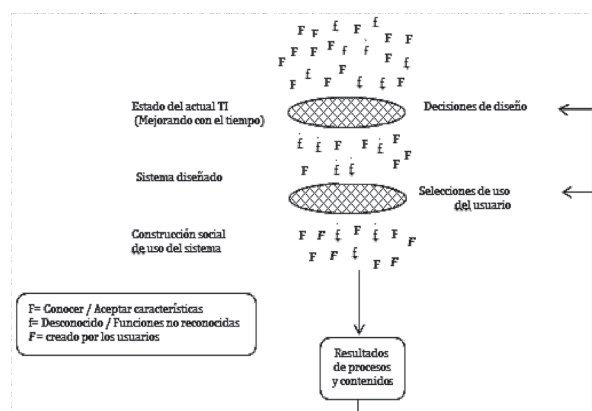 F F f F f
F F F f f F F
F f F f f F f
F
Estado del actual TI
(Mejorando con el tiempo)
Decisiones de diseño
f f F F f F
F f f F F
Sistema diseñado
Selecciones de uso
del usuario
Construcción social
de uso del sistema
F F f F f F F
F F f F F
F= Conocer / Aceptar características
f= Desconocido / Funciones no reconocidas
F= creado por los usuarios
Resultados
de procesos
y contenidos